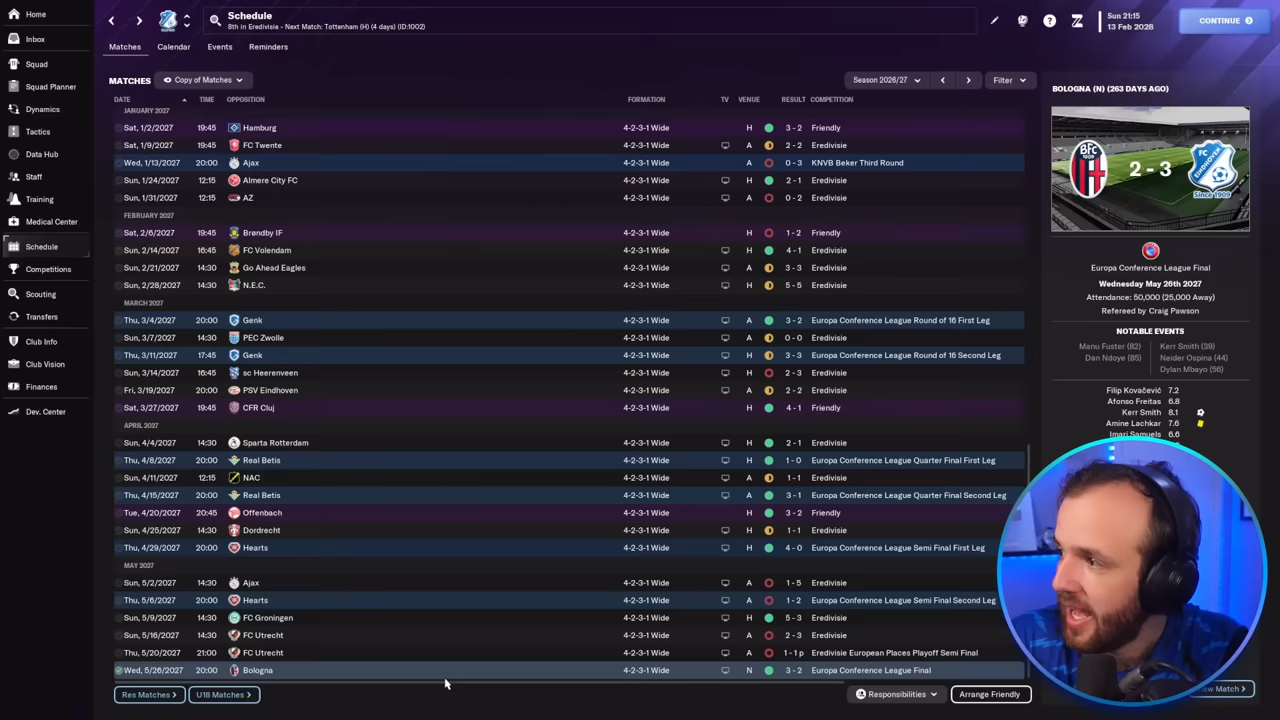 Home
Inbox
Squad
Squad Planner
Dynamics
Tactics
Data Hub
Staff
Training
Medical Center
Schedule
Competitions
Scouting
Transfers
Club Info
Club Vision
Finances
Dev. Center
Schedule
8th in Eredivisie - Next Match: Tottenham (H) (4 days) (ID:1002)
Sun 21:15
13 Feb 2028
CONTINUE
Matches Calendar Events Reminders
MATCHES Copy of Matches Season 2026/27 Filter
DATE TIME OPPOSITION FORMATION TV VENUE RESULT COMPETITION
JANUARY 2027
Sat, 1/2/2027 19:45 Hamburg 4-2-3-1 Wide H 3 - 2 Friendly
Sat, 1/9/2027 19:45 FC Twente 4-2-3-1 Wide A 2 - 2 Eredivisie
Wed, 1/13/2027 20:00 Ajax 4-2-3-1 Wide A 0 - 3 KNVB Beker Third Round
Sun, 1/24/2027 12:15 Almere City FC 4-2-3-1 Wide H 2 - 1 Eredivisie
Sun, 1/31/2027 12:15 AZ 4-2-3-1 Wide A 0 - 2 Eredivisie
FEBRUARY 2027
Sat, 2/6/2027 19:45 Brøndby IF 4-2-3-1 Wide H 1 - 2 Friendly
Sun, 2/14/2027 16:45 FC Volendam 4-2-3-1 Wide H 4 - 1 Eredivisie
Sun, 2/21/2027 14:30 Go Ahead Eagles 4-2-3-1 Wide A 3 - 3 Eredivisie
Sun, 2/28/2027 14:30 N.E.C. 4-2-3-1 Wide H 5 - 5 Eredivisie
MARCH 2027
Thu, 3/4/2027 20:00 Genk 4-2-3-1 Wide A 3 - 2 Europa Conference League Round of 16 First Leg
Sun, 3/7/2027 14:30 PEC Zwolle 4-2-3-1 Wide A 0 - 0 Eredivisie
Thu, 3/11/2027 17:45 Genk 4-2-3-1 Wide H 3 - 3 Europa Conference League Round of 16 Second Leg
Sun, 3/14/2027 16:45 sc Heerenveen 4-2-3-1 Wide H 2 - 3 Eredivisie
Fri, 3/19/2027 20:00 PSV Eindhoven 4-2-3-1 Wide A 2 - 2 Eredivisie
Sat, 3/27/2027 19:45 CFR Cluj 4-2-3-1 Wide H 4 - 1 Friendly
APRIL 2027
Sun, 4/4/2027 14:30 Sparta Rotterdam 4-2-3-1 Wide H 2 - 1 Eredivisie
Thu, 4/8/2027 20:00 Real Betis 4-2-3-1 Wide H 1 - 0 Europa Conference League Quarter Final First Leg
Sun, 4/11/2027 12:15 NAC 4-2-3-1 Wide A 1 - 1 Eredivisie
Thu, 4/15/2027 20:00 Real Betis 4-2-3-1 Wide A 3 - 1 Europa Conference League Quarter Final Second Leg
Tue, 4/20/2027 20:45 Offenbach 4-2-3-1 Wide H 3 - 2 Friendly
Sun, 4/25/2027 14:30 Dordrecht 4-2-3-1 Wide H 1 - 1 Eredivisie
Thu, 4/29/2027 20:00 Hearts 4-2-3-1 Wide H 4 - 0 Europa Conference League Semi Final First Leg
MAY 2027
Sun, 5/2/2027 14:30 Ajax 4-2-3-1 Wide A 1 - 5 Eredivisie
Thu, 5/6/2027 20:00 Hearts 4-2-3-1 Wide A 1 - 2 Europa Conference League Semi Final Second Leg
Sun, 5/9/2027 14:30 FC Groningen 4-2-3-1 Wide H 5 - 3 Eredivisie
Sun, 5/16/2027 14:30 FC Utrecht 4-2-3-1 Wide A 2 - 3 Eredivisie
Thu, 5/20/2027 21:00 FC Utrecht 4-2-3-1 Wide A 1 - 1 p Eredivisie European Places Playoff Semi Final
Wed, 5/26/2027 20:00 Bologna 4-2-3-1 Wide N 3 - 2 Europa Conference League Final
Res Matches U18 Matches Responsibilities Arrange Friendly
BOLOGNA (N) (263 DAYS AGO)
BFC
1909
2 - 3
FC
EINDHOVEN
Since 1909
Europa Conference League Final
Wednesday May 26th 2027
Attendance: 50,000 (25,000 Away)
Refereed by Craig Pawson
NOTABLE EVENTS
Manu Fuster (82) Kerr Smith (39)
Dan Ndoye (85) Neider Ospina (44)
Dylan Mbayo (56)
Filip Kovačević 7.2
Afonso Freitas 6.8
Kerr Smith 8.1
Amine Lachkar 7.6
Imari Samuels 6.6
Match